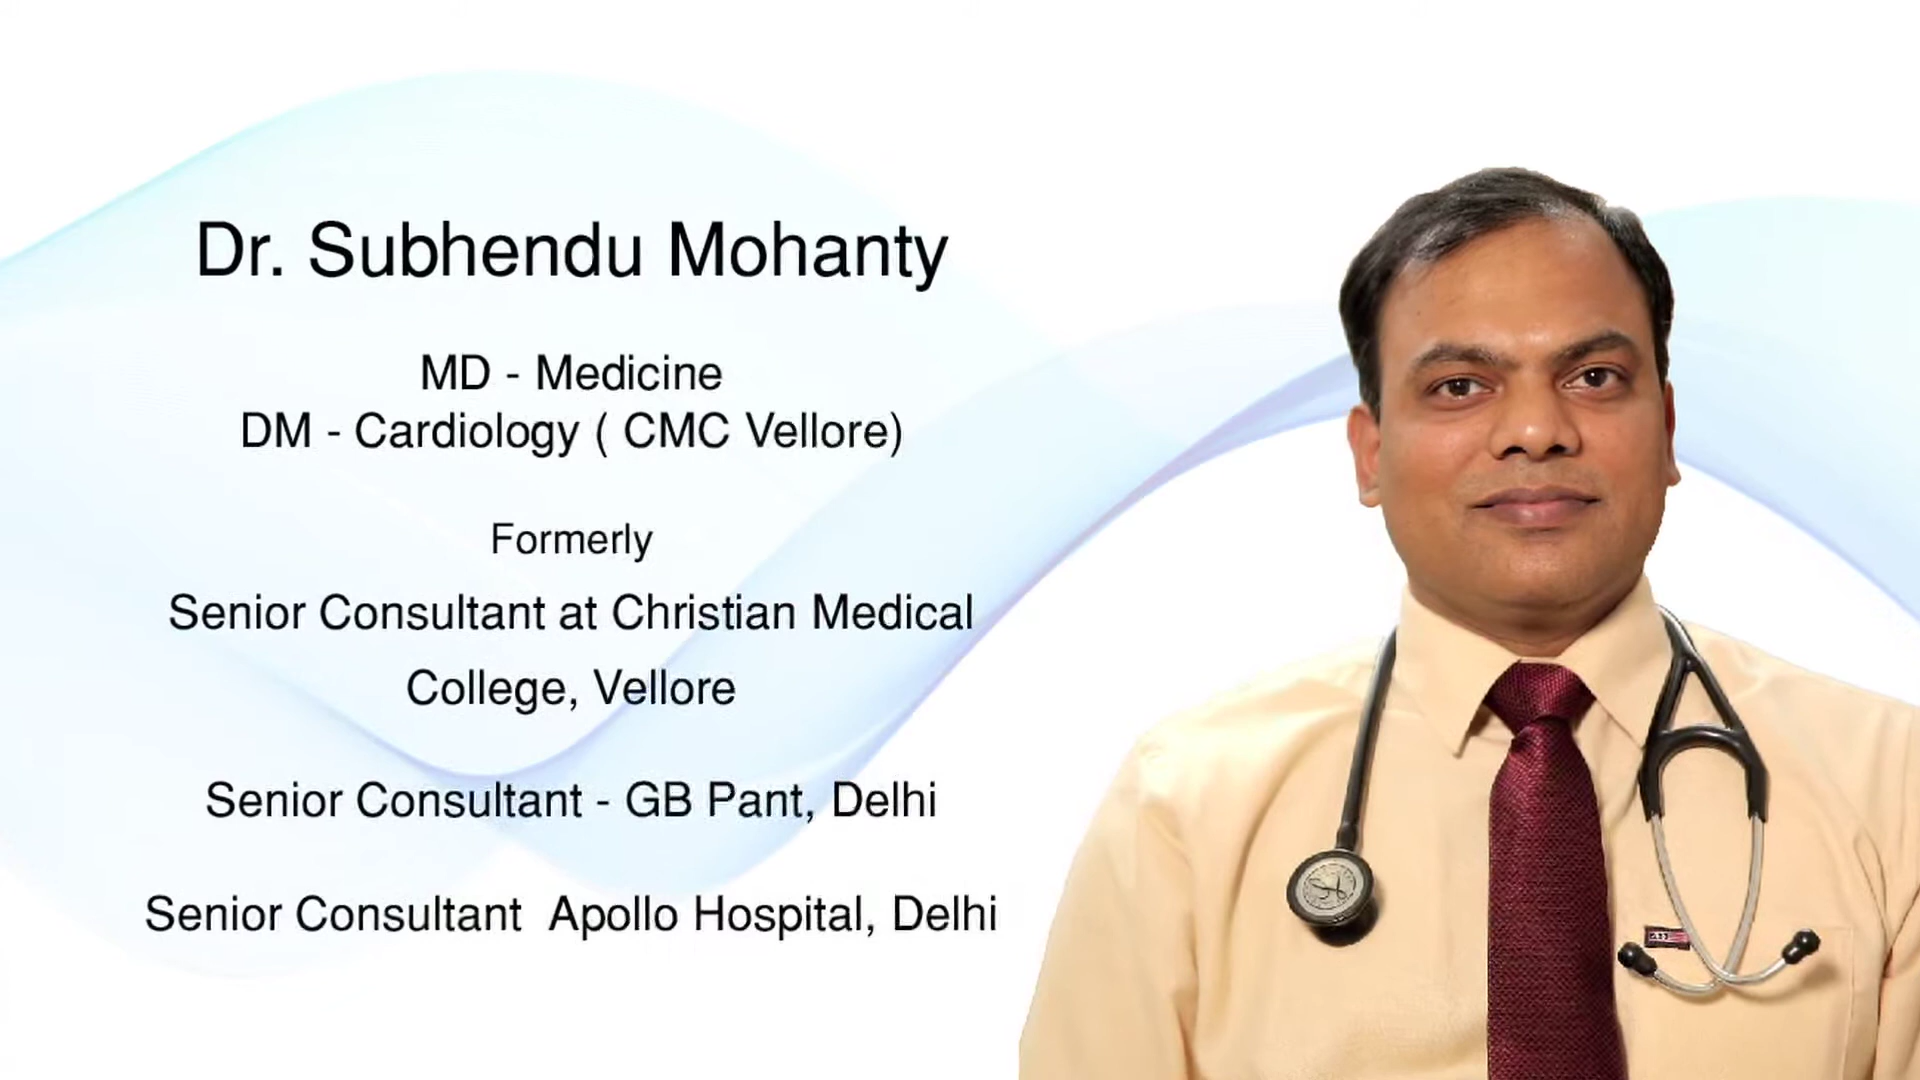 Dr. Subhendu Mohanty
MD - Medicine
DM - Cardiology ( CMC Vellore)
Formerly
Senior Consultant at Christian Medical
College, Vellore
Senior Consultant - GB Pant, Delhi
Senior Consultant  Apollo Hospital, Delhi